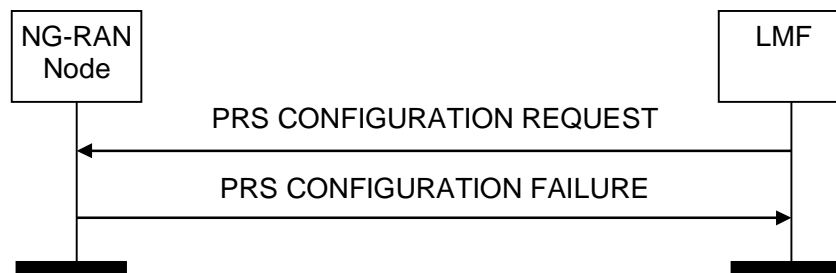 NG-RAN
Node
LMF
PRS CONFIGURATION REQUEST
PRS CONFIGURATION FAILURE